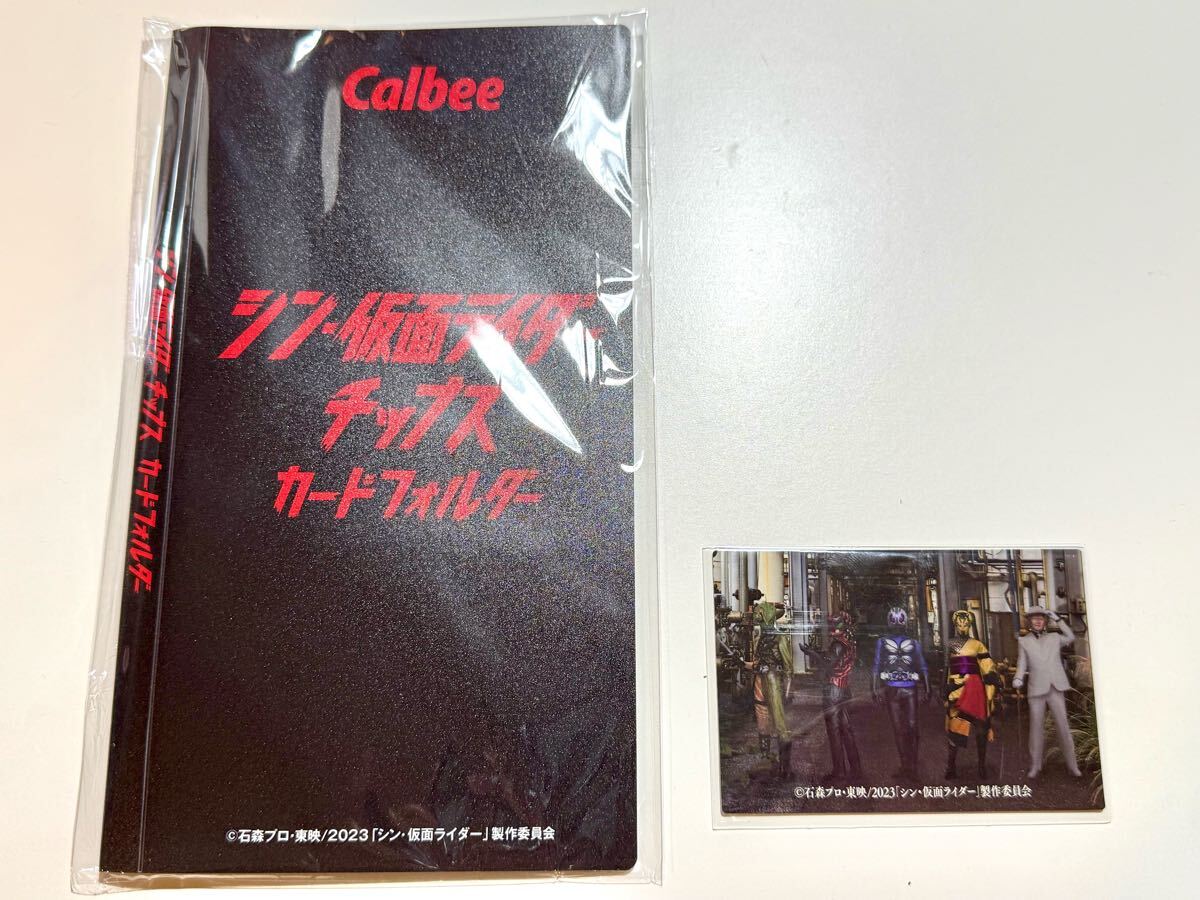 Calbee
シン・仮面ライダー
チップス
カードフォルダー
©石森プロ・東映/2023「シン・仮面ライダー」製作委員会
シン・仮面ライダー チップス カードフォルダー
©石森プロ・東映/2023「シン・仮面ライダー」製作委員会